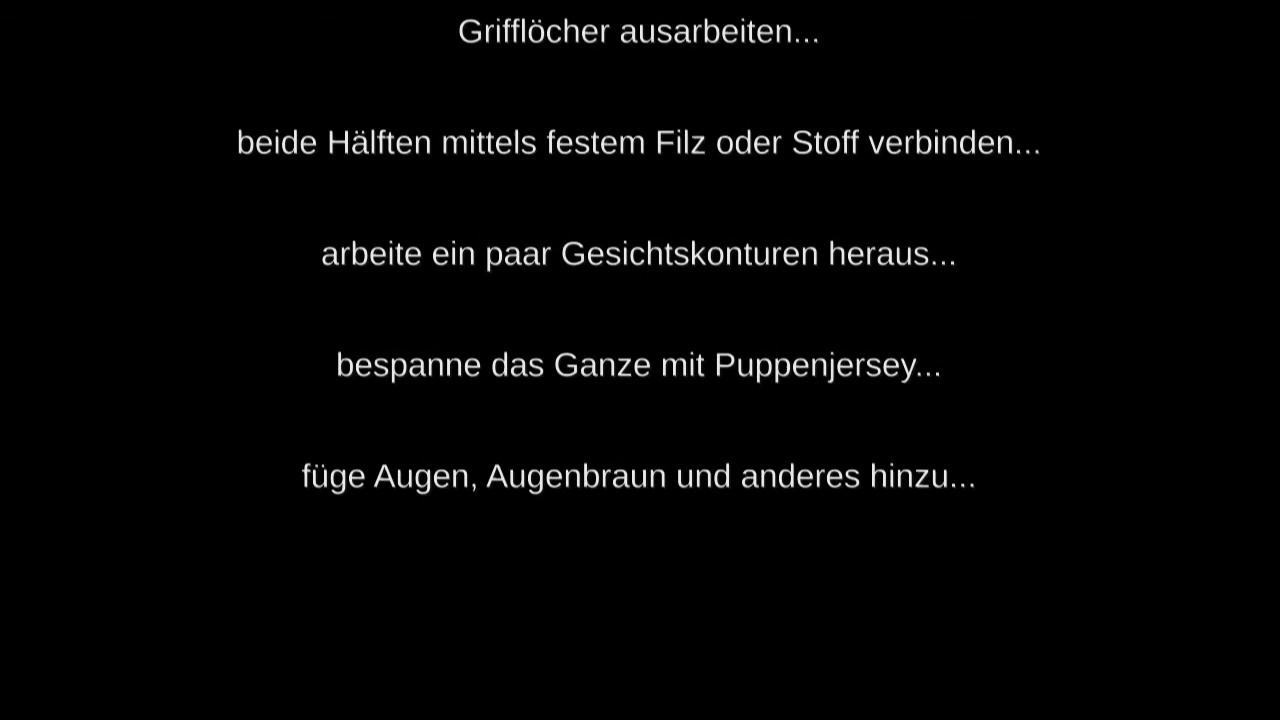 Grifflöcher ausarbeiten...
beide Hälften mittels festem Filz oder Stoff verbinden...
arbeite ein paar Gesichtskonturen heraus...
bespanne das Ganze mit Puppenjersey...
füge Augen, Augenbraun und anderes hinzu...